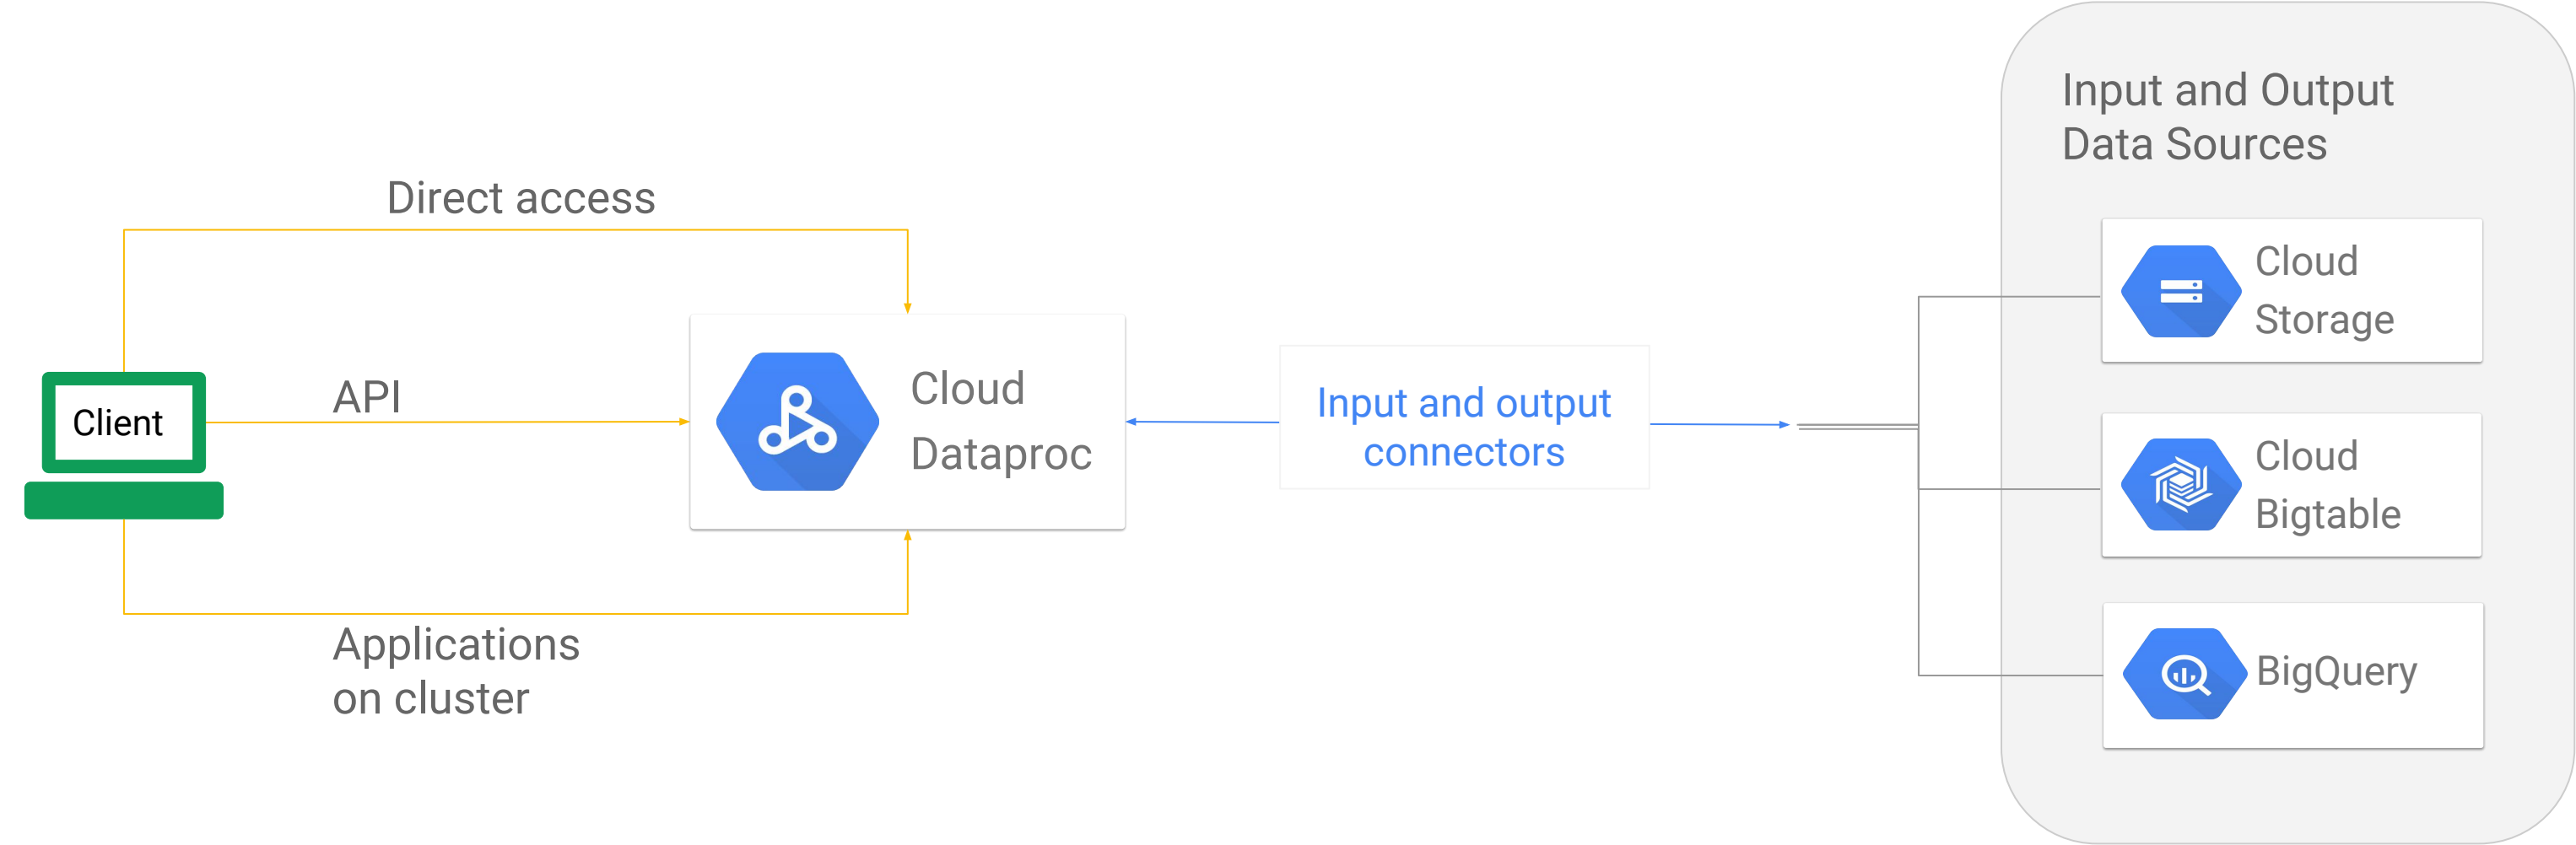 Direct access
Client
API
Applications
on cluster
Cloud
Dataproc
Input and output
connectors
Input and Output
Data Sources
Cloud
Storage
Cloud
Bigtable
BigQuery